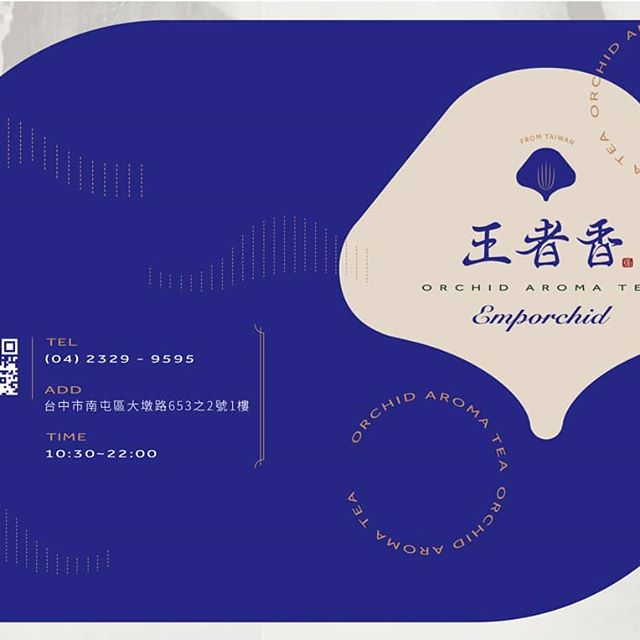 FROM TAIWAN
王者香
ORCHID AROMA TE
Emporchid
TEL
(04) 2329 - 9595
ADD
台中市南屯區大墩路653之2號1樓
TIME
10:30~22:00
ORCHID AROMA TEA
ORCHID AROMA TEA
ORCHID AR
TEA